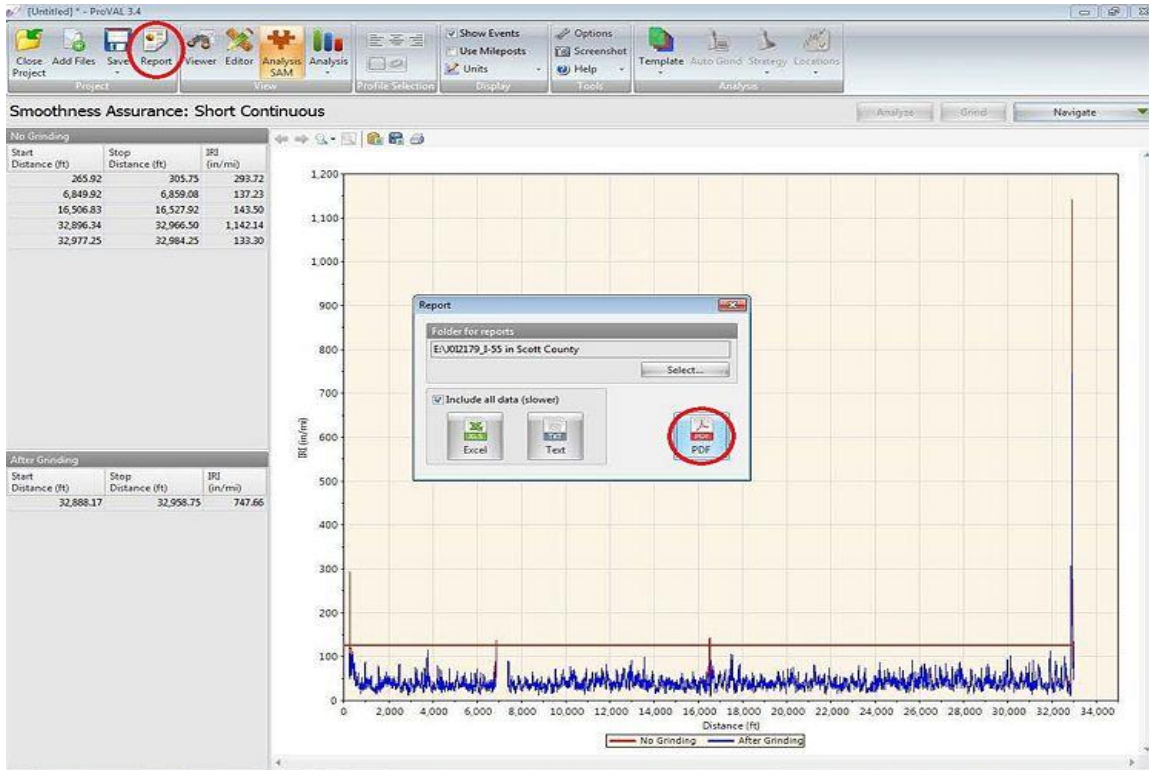 [Untitled] * - ProVAL 3.4
Close Project
Add Files
Save
Report
Viewer
Editor
Analysis SAM
Analysis
Show Events
Use Mileposts
Units
Options
Screenshot
Help
Template
Auto Grind
Strategy
Locations
Project
View
Profile Selection
Display
Tools
Analysis
Smoothness Assurance: Short Continuous
Analyze
Grind
Navigate
No Grinding
Start Distance (ft) Stop Distance (ft) IRI (in/mi)
265.92 305.75 293.72
6,849.92 6,859.08 137.23
16,506.83 16,527.92 143.50
32,896.34 32,966.50 1,142.14
32,977.25 32,984.25 133.30
After Grinding
Start Distance (ft) Stop Distance (ft) IRI (in/mi)
32,888.17 32,958.75 747.66
1,200
1,100
1,000
900
800
700
600
500
400
300
200
100
0
IRI (in/mi)
0 2,000 4,000 6,000 8,000 10,000 12,000 14,000 16,000 18,000 20,000 22,000 24,000 26,000 28,000 30,000 32,000 34,000
Distance (ft)
No Grinding After Grinding
Report
Folder for reports
E:\J0I2179_I-55 in Scott County
Select...
Include all data (slower)
XLS
Excel
TXT
Text
PDF
PDF